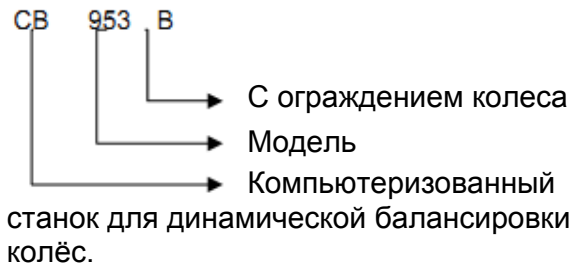 CB 953 B
С ограждением колеса
Модель
Компьютеризованный
станок для динамической балансировки
колёс.